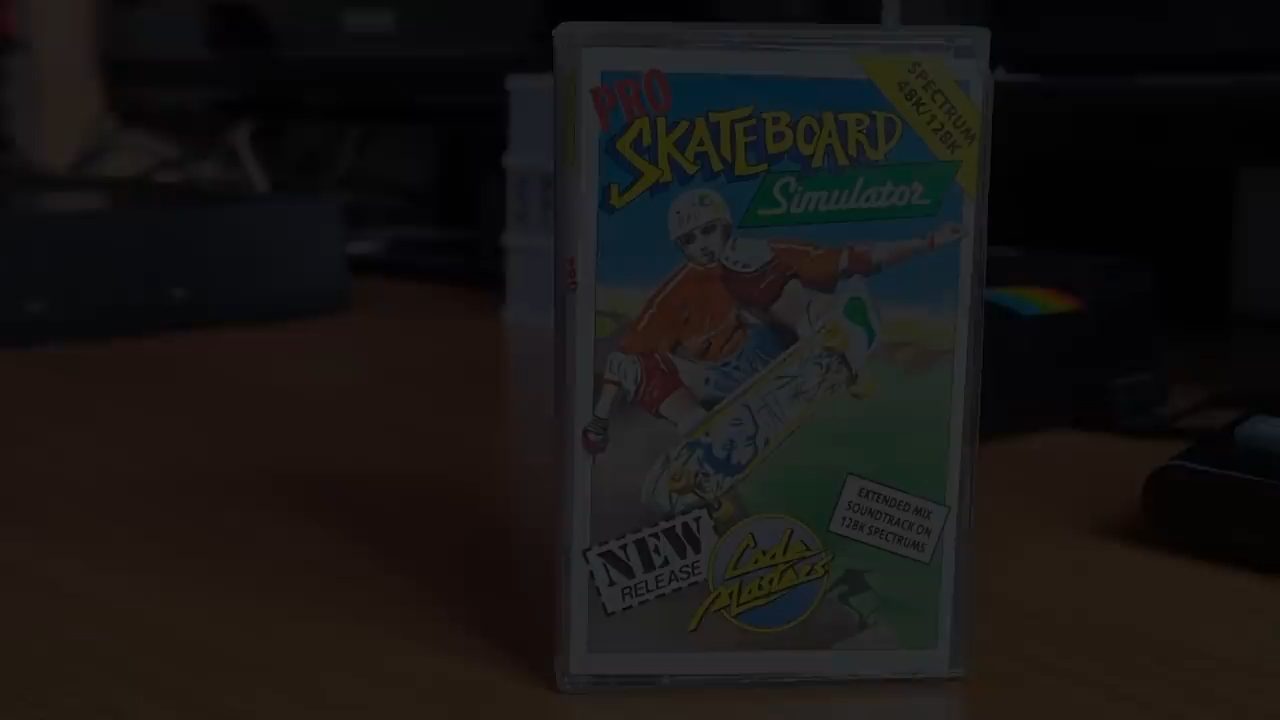 PRO
SKATEBOARD
Simulator
SPECTRUM
48K/128K
EXTENDED MIX
SOUNDTRACK ON
128K SPECTRUMS
NEW
RELEASE
Code
Masters